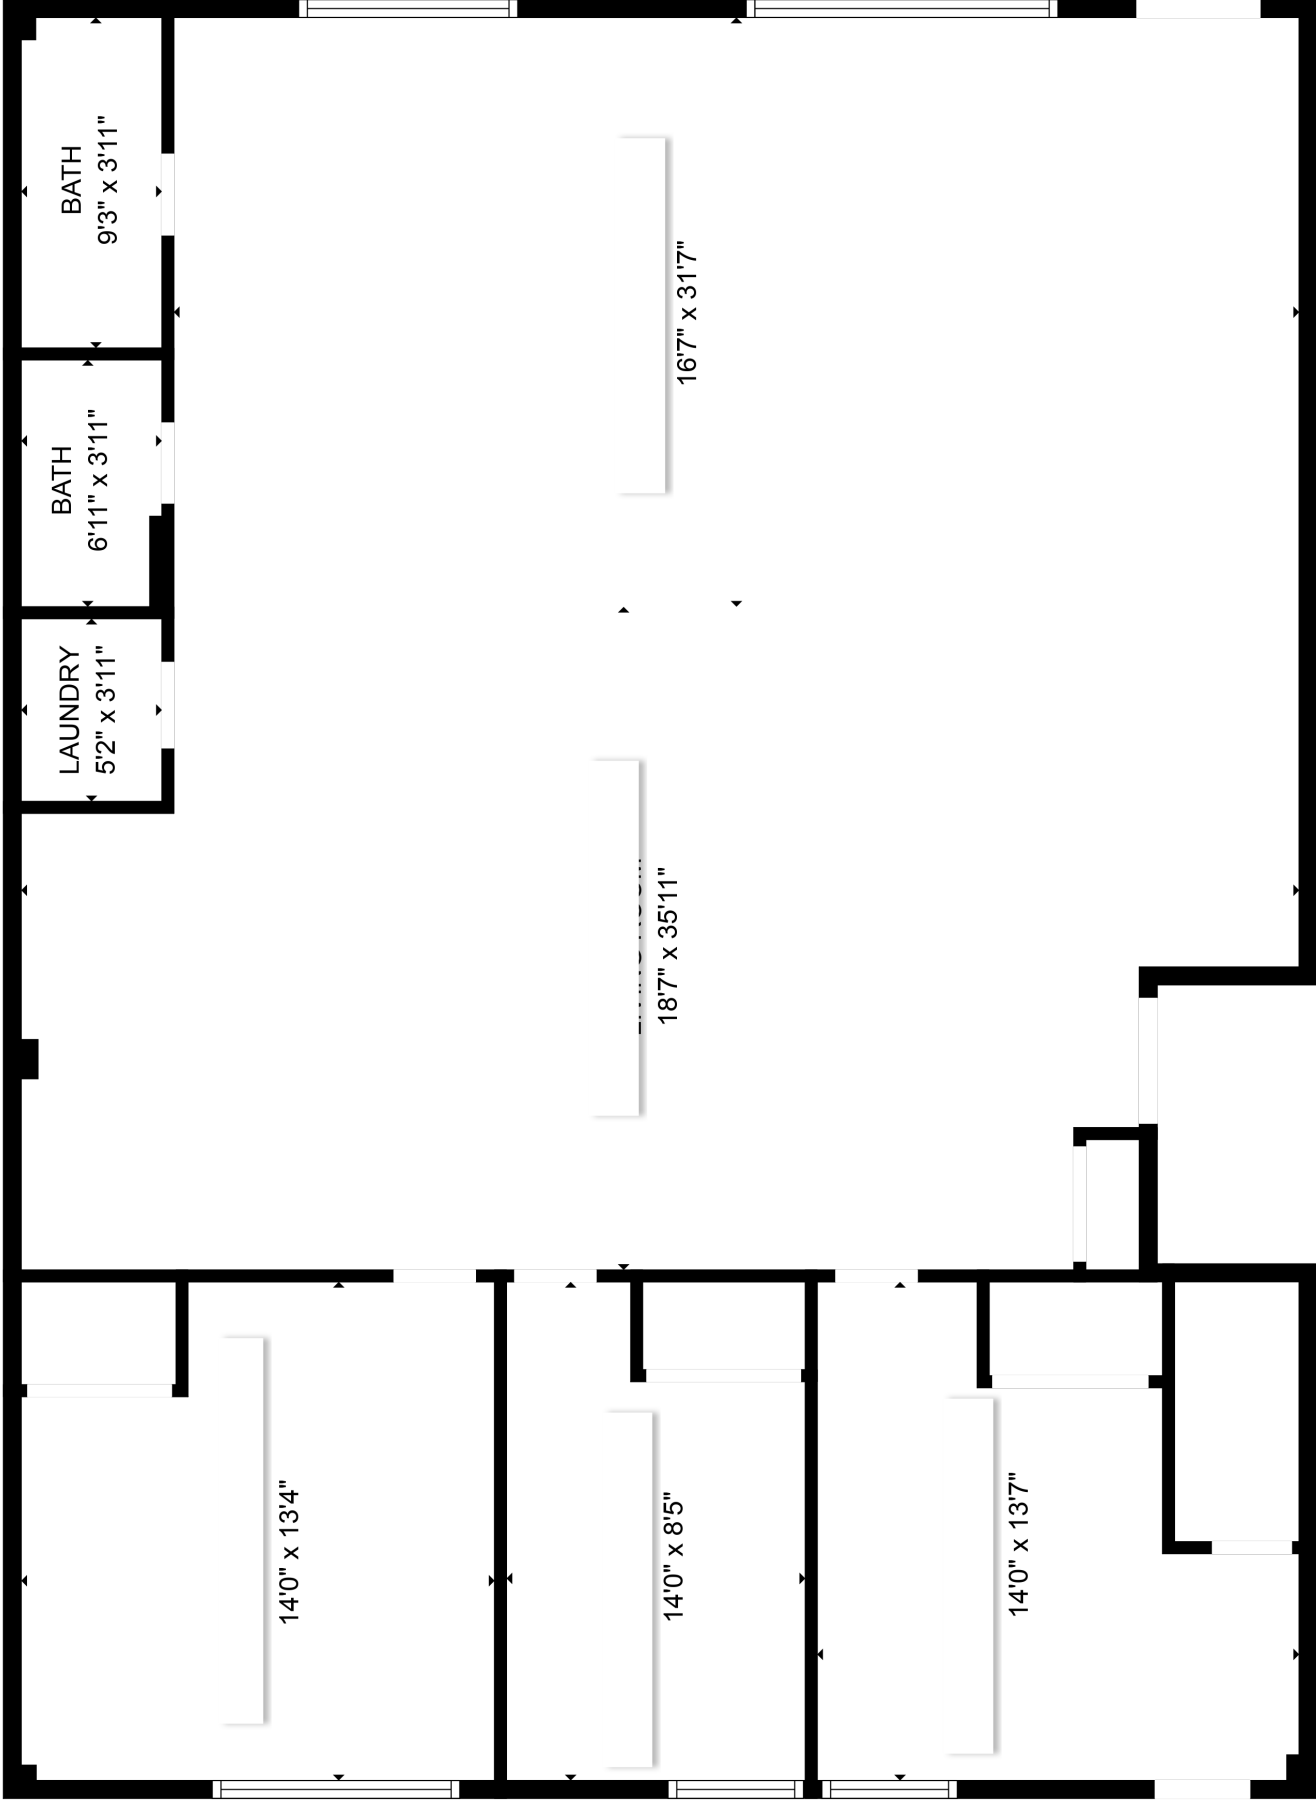 BATH
9'3" x 3'11"
16'7" x 31'7"
BATH
6'11" x 3'11"
LAUNDRY
5'2" x 3'11"
18'7" x 35'11"
14'0" x 13'4"
14'0" x 8'5"
14'0" x 13'7"